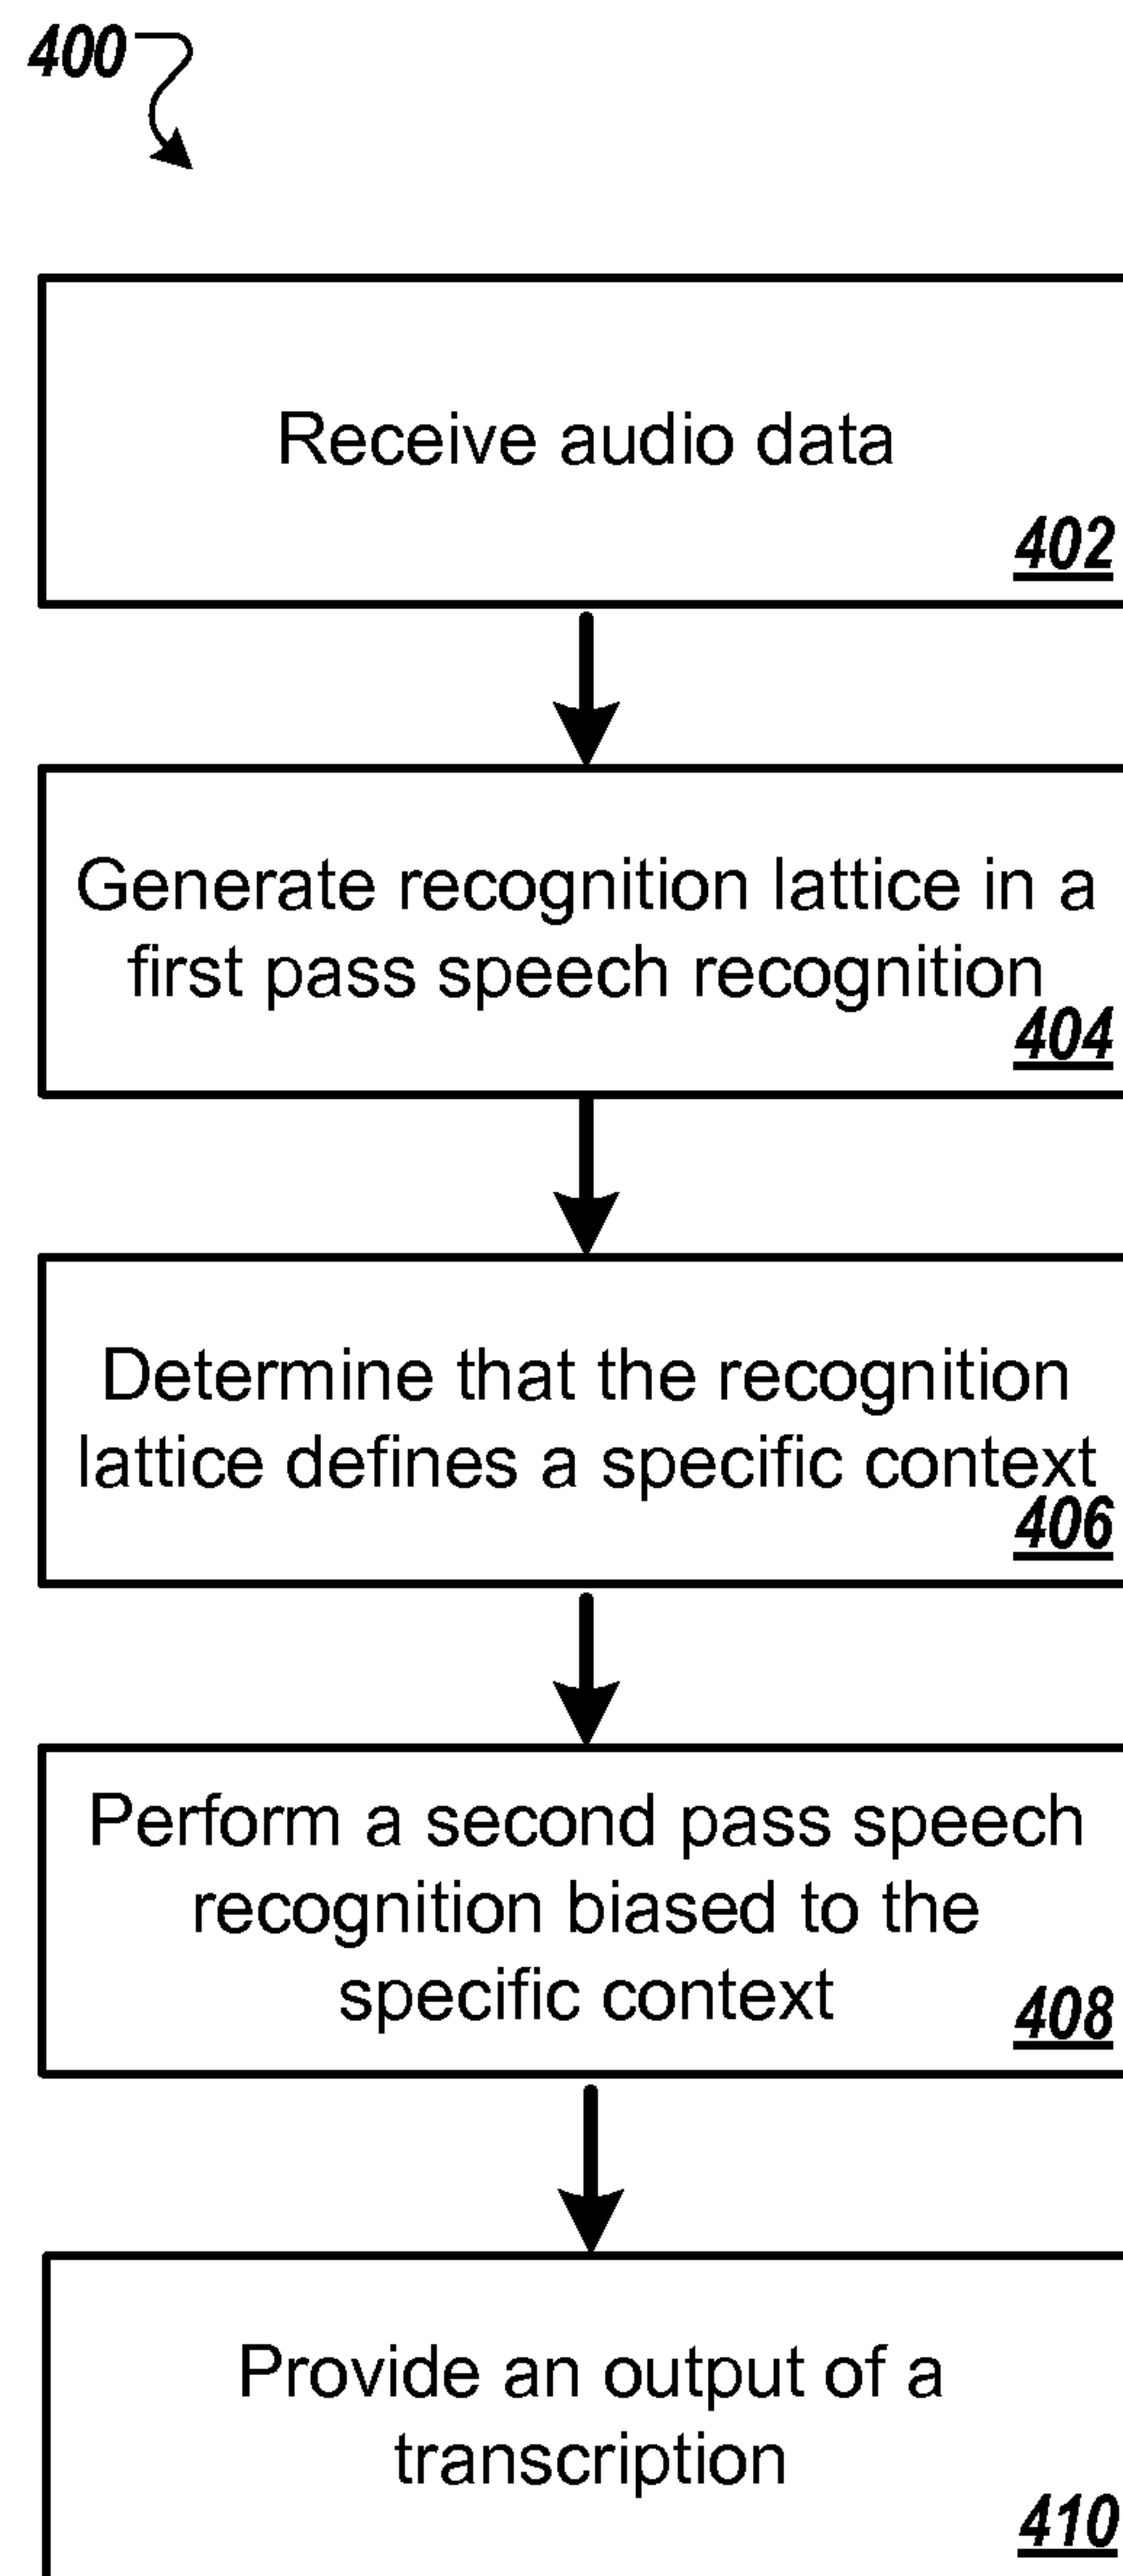 400
Receive audio data
402
Generate recognition lattice in a
first pass speech recognition
404
Determine that the recognition
lattice defines a specific context
406
Perform a second pass speech
recognition biased to the
specific context
408
Provide an output of a
transcription
410